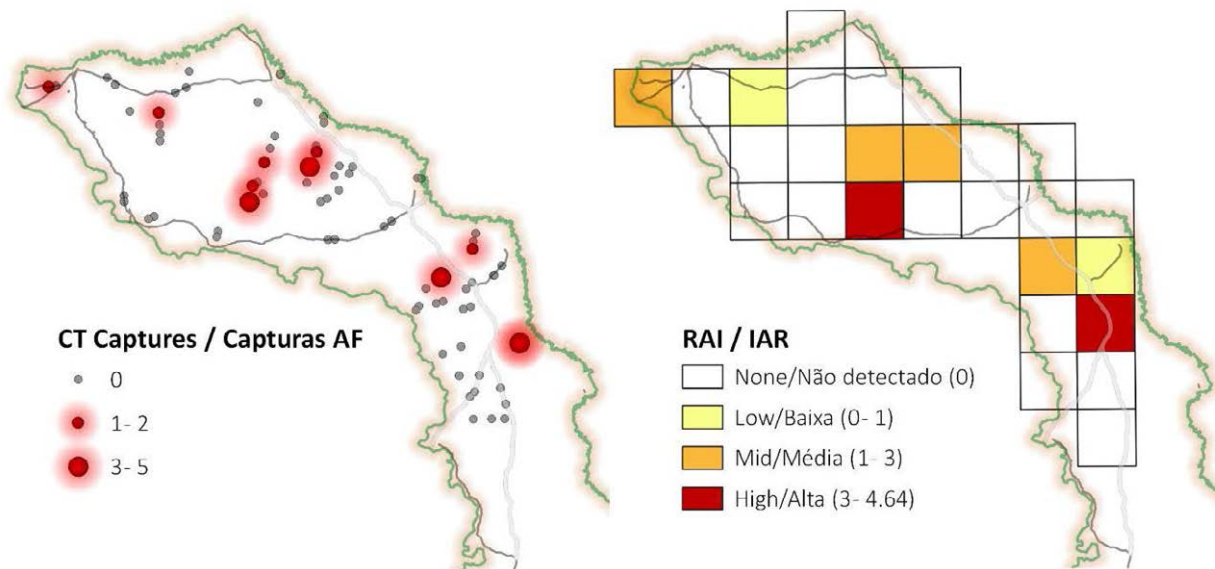 CT Captures / Capturas AF
0
1- 2
3- 5
RAI / IAR
None/Não detectado (0)
Low/Baixa (0- 1)
Mid/Média (1- 3)
High/Alta (3- 4.64)